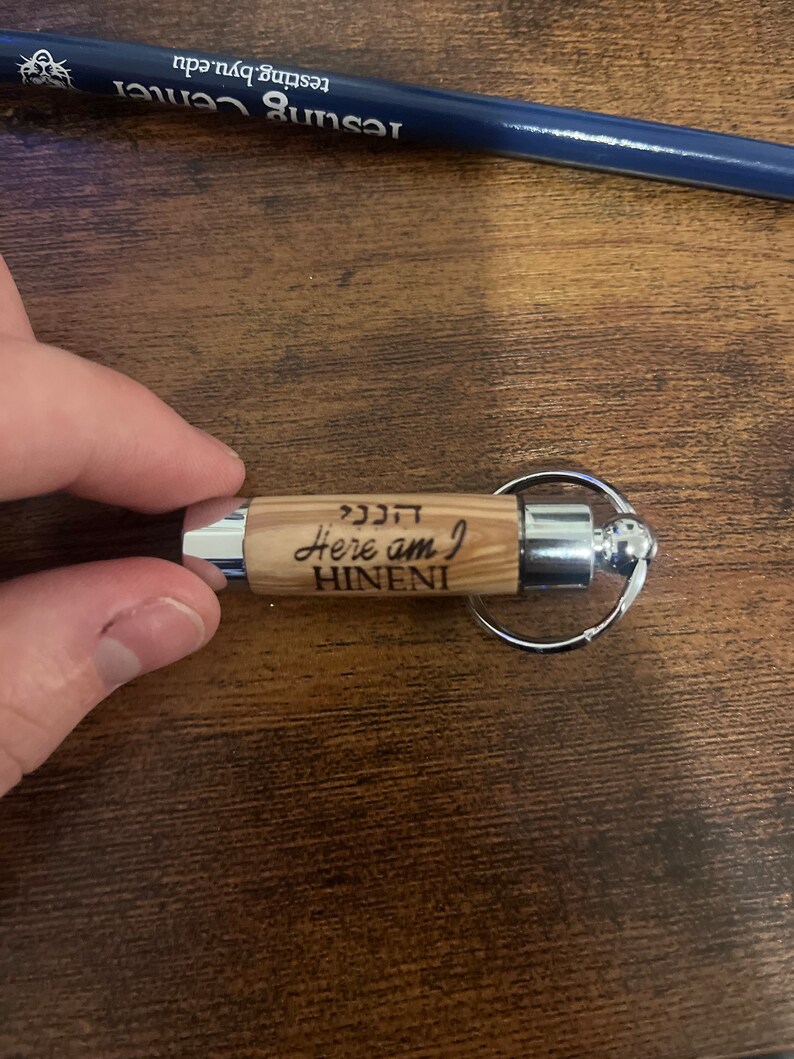 Testing Center
testing.byu.edu
הנני
Here am I
HINENI